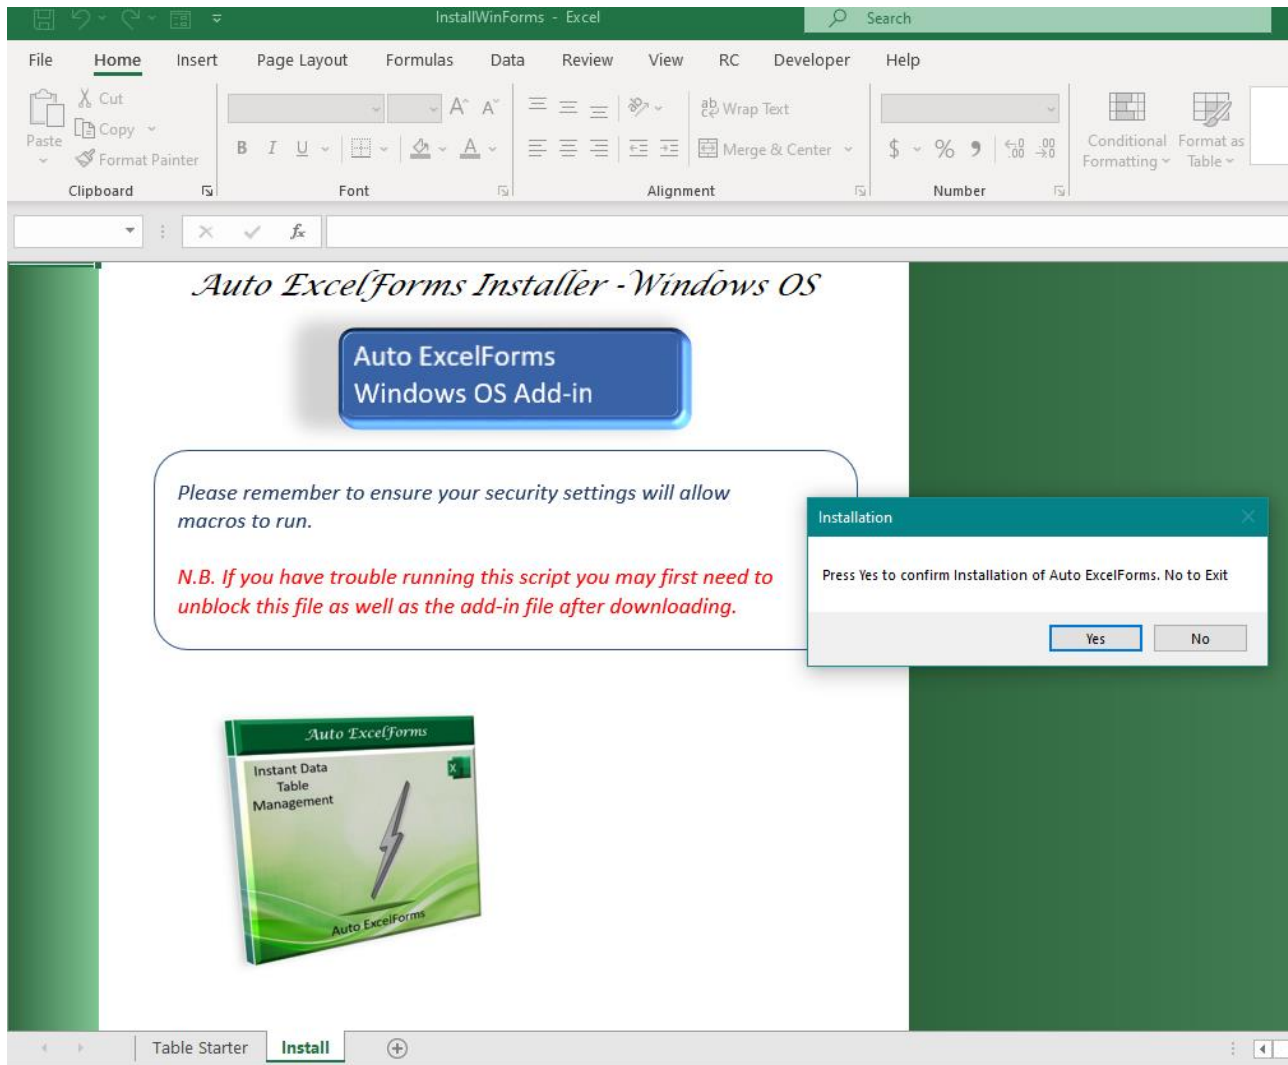 InstallWinForms - Excel
Search
File Home Insert Page Layout Formulas Data Review View RC Developer Help
Paste
Cut
Copy
Format Painter
Clipboard
A^ A˅
B I U A
Font
ab Wrap Text
Merge & Center
Alignment
$ % 9 .00
Number
Conditional Formatting
Format as Table
fx
Auto ExcelForms Installer -Windows OS
Auto ExcelForms
Windows OS Add-in
Please remember to ensure your security settings will allow
macros to run.
N.B. If you have trouble running this script you may first need to
unblock this file as well as the add-in file after downloading.
Installation
Press Yes to confirm Installation of Auto ExcelForms. No to Exit
Yes No
Auto ExcelForms
Instant Data
Table
Management
X
Auto ExcelForms
Table Starter Install